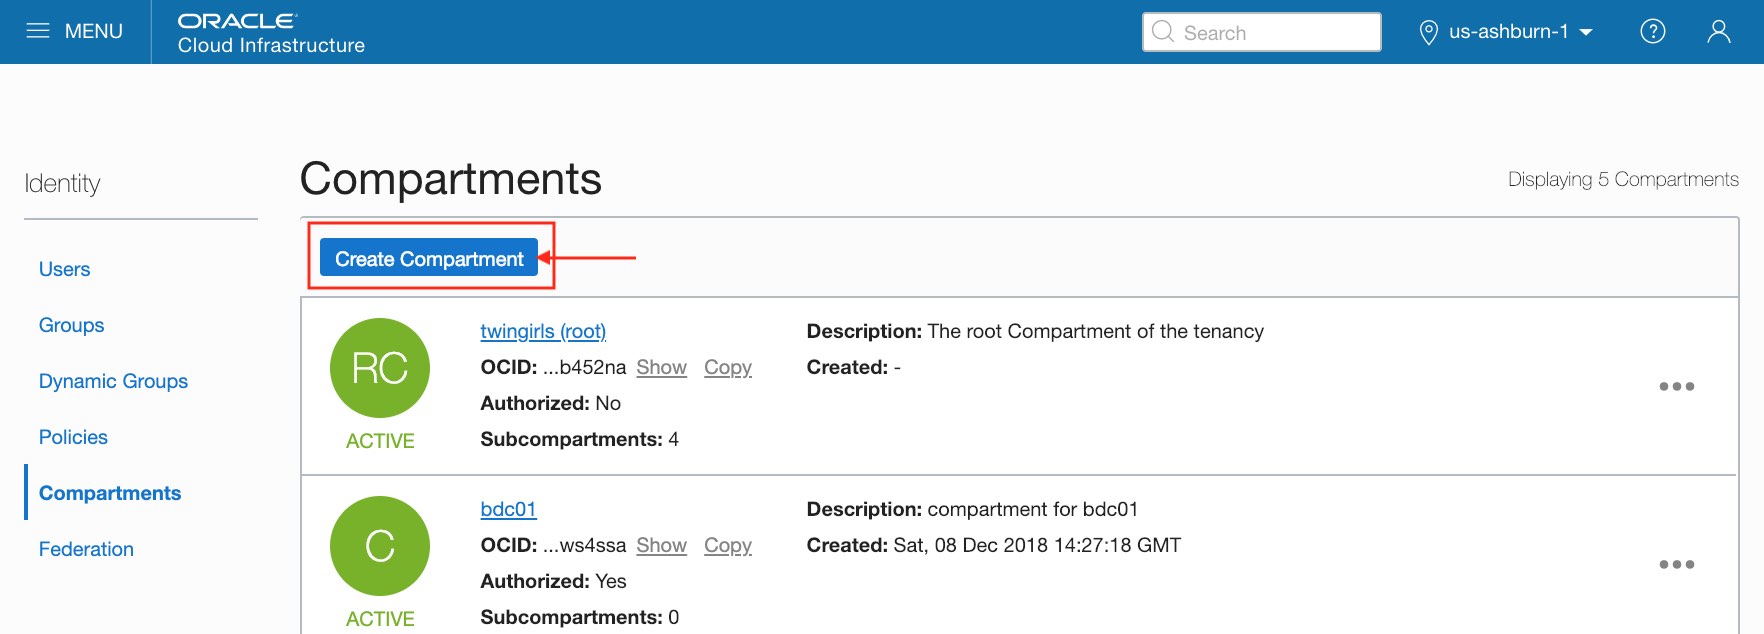 MENU
ORACLE
Cloud Infrastructure
Search
us-ashburn-1
?
Identity
Users
Groups
Dynamic Groups
Policies
Compartments
Federation
Compartments
Displaying 5 Compartments
Create Compartment
RC
ACTIVE
twingirls (root)
OCID: ...b452na Show Copy
Authorized: No
Subcompartments: 4
Description: The root Compartment of the tenancy
Created: -
C
ACTIVE
bdc01
OCID: ...ws4ssa Show Copy
Authorized: Yes
Subcompartments: 0
Description: compartment for bdc01
Created: Sat, 08 Dec 2018 14:27:18 GMT